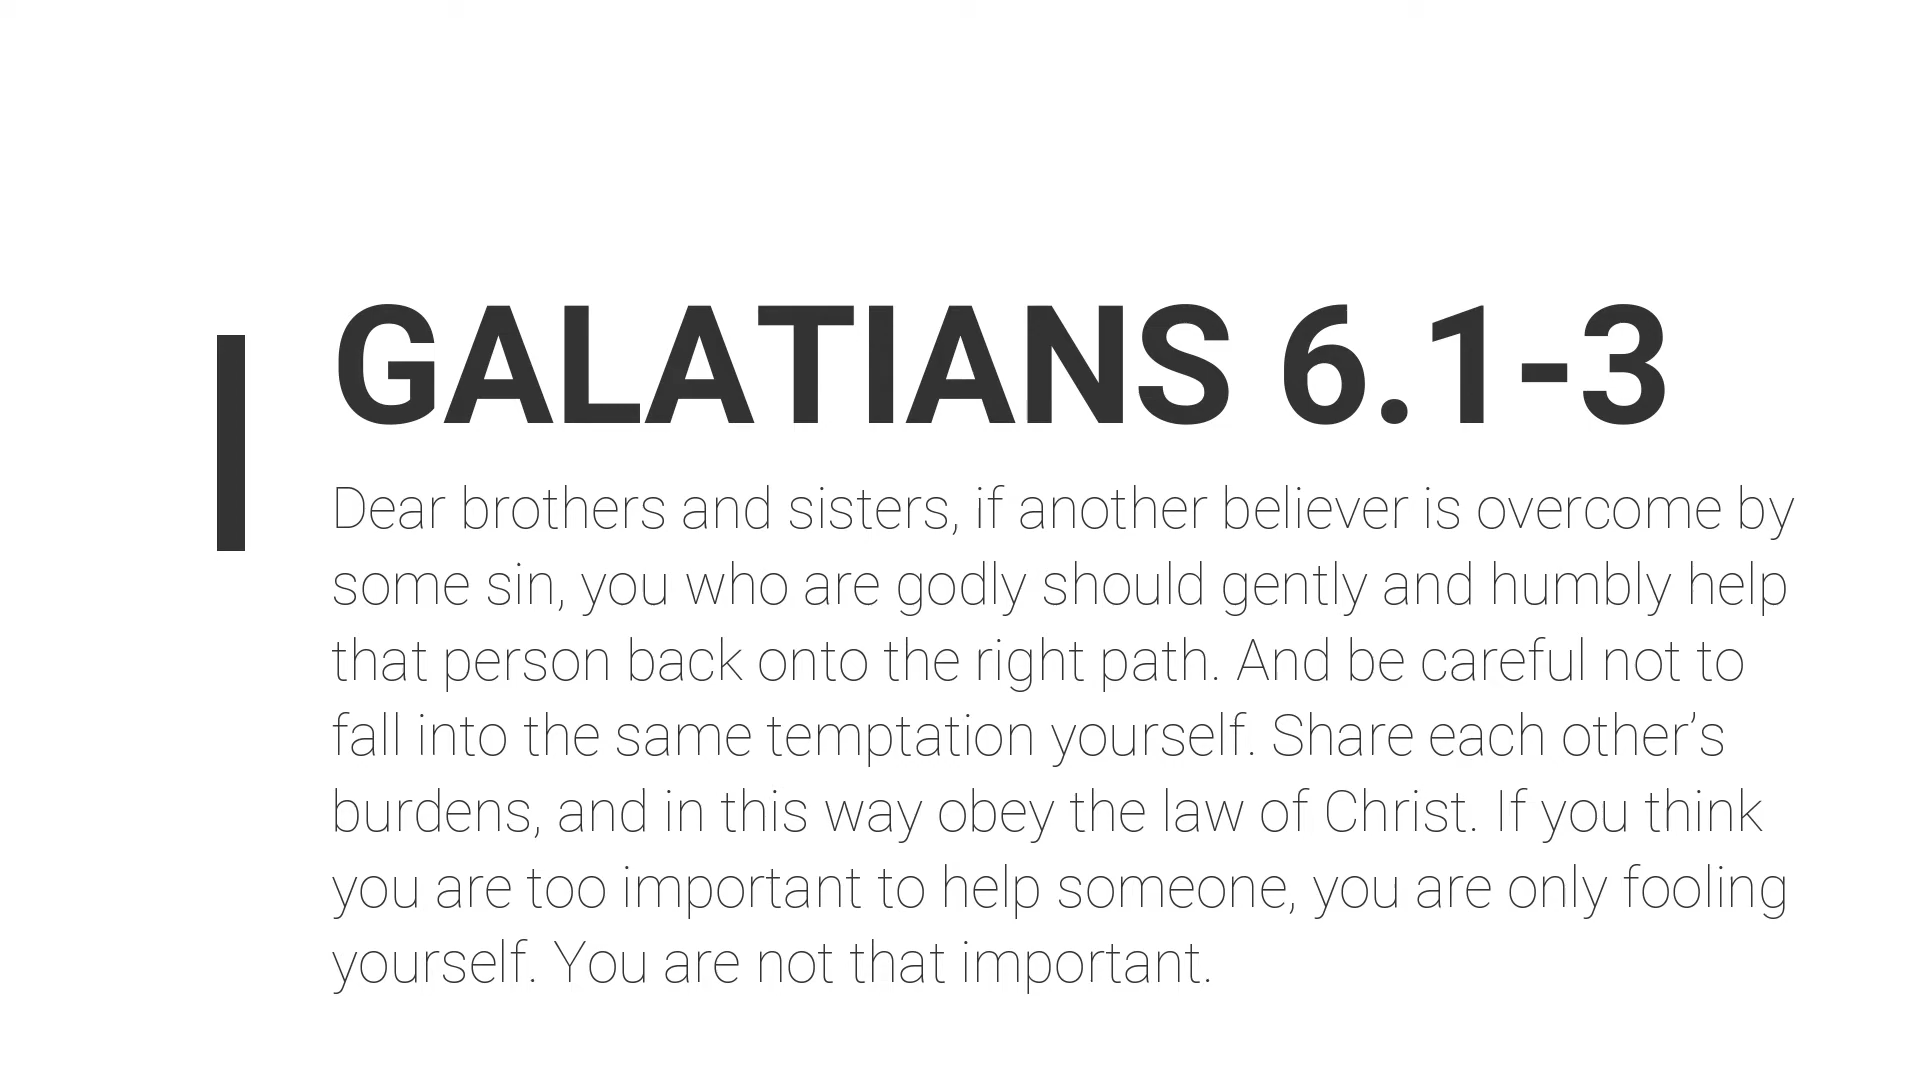 GALATIANS 6.1-3
Dear brothers and sisters, if another believer is overcome by
some sin, you who are godly should gently and humbly help
that person back onto the right path. And be careful not to
fall into the same temptation yourself. Share each other’s
burdens, and in this way obey the law of Christ. If you think
you are too important to help someone, you are only fooling
yourself. You are not that important.